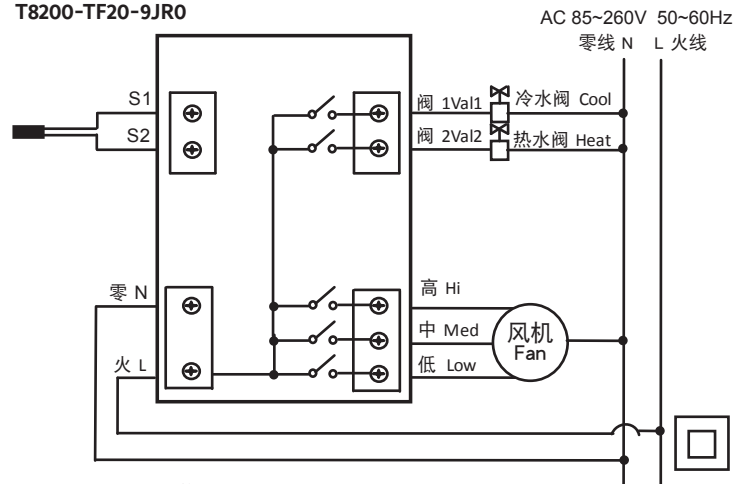 T8200-TF20-9JR0
AC 85~260V 50~60Hz
零线 N L 火线
S1
阀 1Val1 冷水阀 Cool
S2
阀 2Val2 热水阀 Heat
零 N
高 Hi
中 Med
风机
Fan
火 L
低 Low